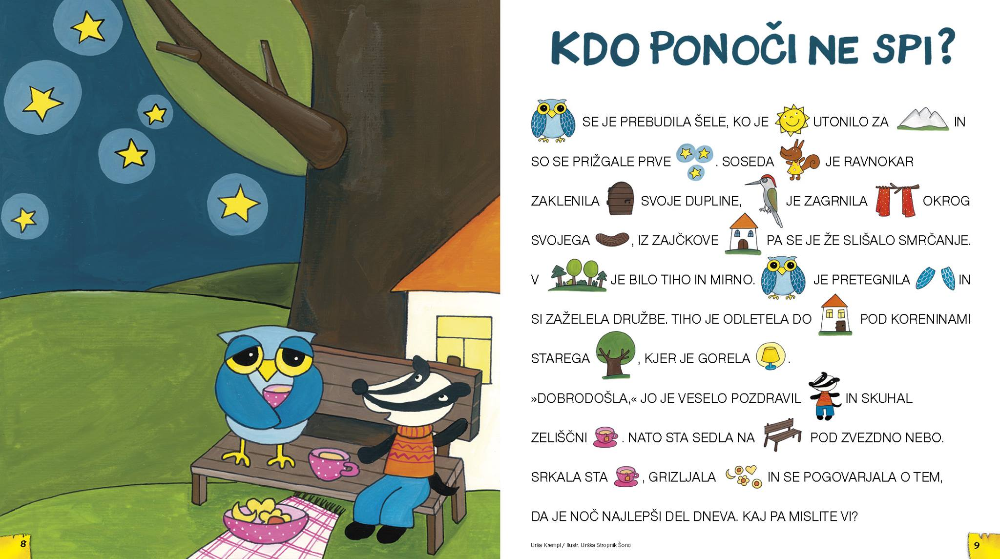 KDO PONOČI NE SPI?
SE JE PREBUDILA ŠELE, KO JE UTONILO ZA IN
SO SE PRIŽGALE PRVE . SOSEDA JE RAVNOKAR
ZAKLENILA SVOJE DUPLINE, JE ZAGRNILA OKROG
SVOJEGA , IZ ZAJČKOVE PA SE JE ŽE SLIŠALO SMRČANJE.
V JE BILO TIHO IN MIRNO. JE PRETEGNILA IN
SI ZAŽELELA DRUŽBE. TIHO JE ODLETELA DO POD KORENINAMI
STAREGA , KJER JE GORELA .
»DOBRODOŠLA,« JO JE VESELO POZDRAVIL IN SKUHAL
ZELIŠČNI . NATO STA SEDLA NA POD ZVEZDNO NEBO.
SRKALA STA , GRIZLJALA IN SE POGOVARJALA O TEM,
DA JE NOČ NAJLEPŠI DEL DNEVA. KAJ PA MISLITE VI?
Urša Krempl / Ilustr. Urška Stropnik Šonc
8
9